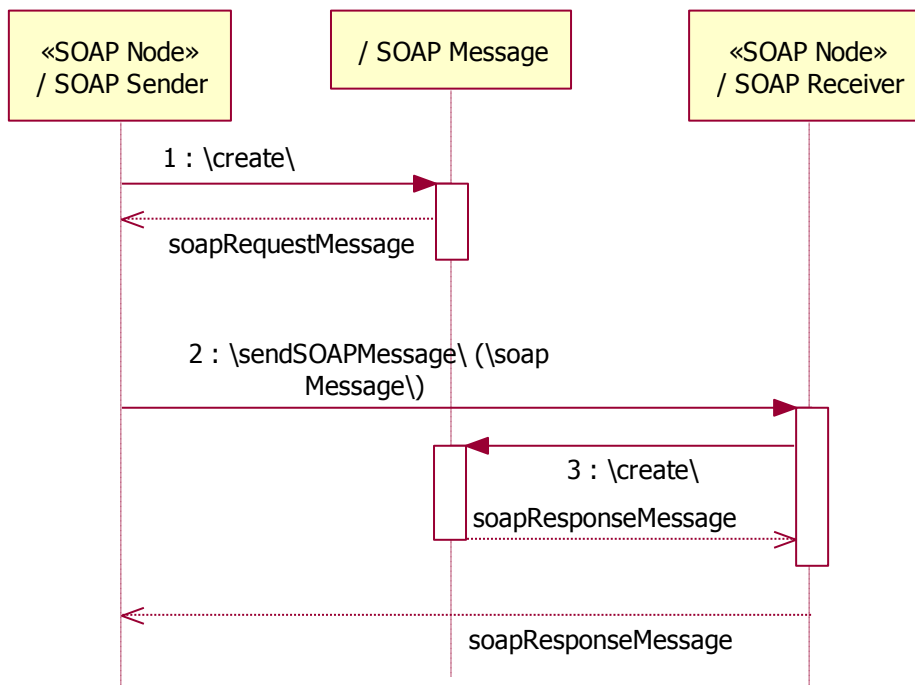 «SOAP Node»
/ SOAP Sender
/ SOAP Message
«SOAP Node»
/ SOAP Receiver
1 : \create\
soapRequestMessage
2 : \sendSOAPMessage\ (\soap
Message\)
3 : \create\
soapResponseMessage
soapResponseMessage